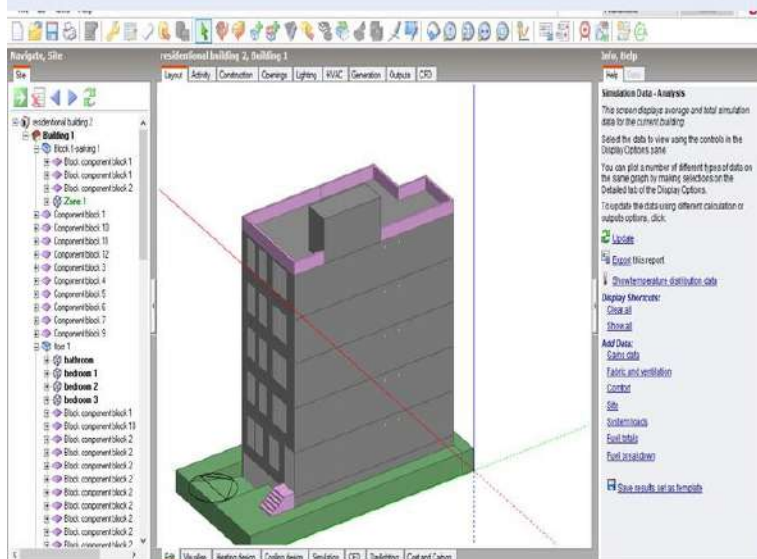 Navigate, Site
Site
residentional building 2
Building 1
Block 1-parking 1
Block component block 1
Block component block 1
Block component block 2
Zone 1
Component block 1
Component block 10
Component block 11
Component block 12
Component block 3
Component block 4
Component block 5
Component block 6
Component block 7
Component block 9
floor 1
bathroom
bedroom 1
bedroom 2
bedroom 3
Block component block 1
Block component block 10
Block component block 2
Block component block 2
Block component block 2
Block component block 2
Block component block 2
Block component block 2
Block component block 2
Block component block 2
residentional building 2, Building 1
Layout Activity Construction Openings Lighting HVAC Generation Outputs CFD
Edit Visualise Heating design Cooling design Simulation CFD Daylighting Cost and Carbon
Info, Help
Help Data
Simulation Data - Analysis
This screen displays average and total simulation
data for the current building
Select the data to view using the controls in the
Display Options pane.
You can plot a number of different types of data on
the same graph by making selections on the
Detailed tab of the Display Options.
To update the data using different calculation or
outputs options, click:
Update
Export this report
Show temperature distribution data
Display Shortcuts:
Clear all
Show all
Add Data:
Gains data
Fabric and ventilation
Comfort
Site
System loads
Fuel totals
Fuel breakdown
Save results set as template